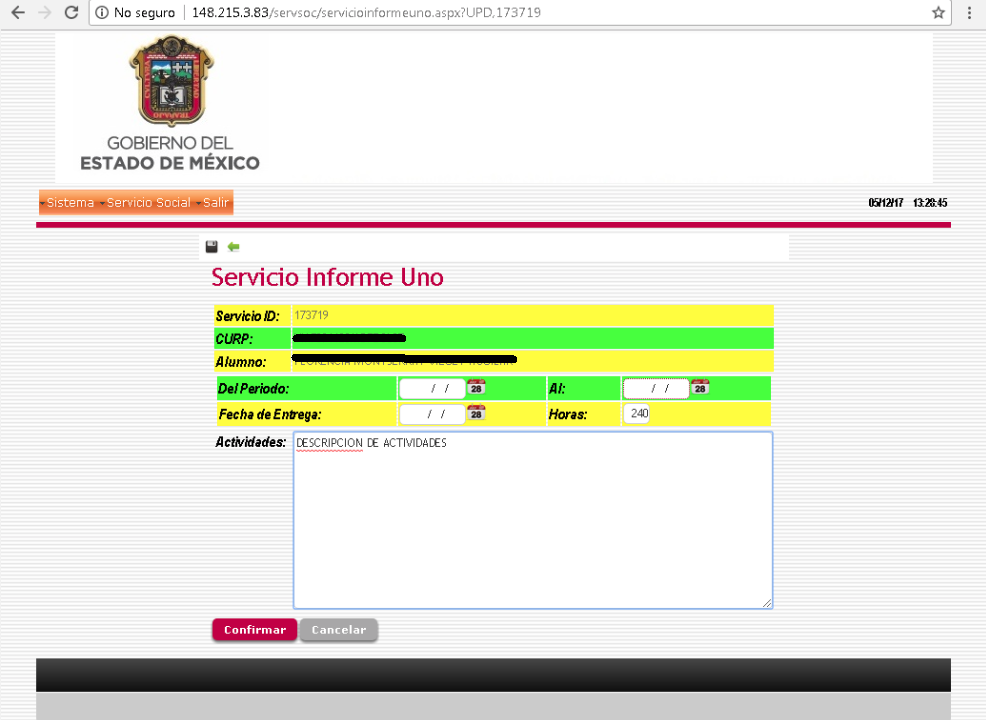 No seguro | 148.215.3.83/servsoc/servicioinformeuno.aspx?UPD,173719
GOBIERNO DEL
ESTADO DE MÉXICO
Sistema Servicio Social Salir
05/12/17 13:28:45
Servicio Informe Uno
Servicio ID: 173719
CURP:
Alumno:
Del Periodo: / / 28 Al: / / 28
Fecha de Entrega: / / 28 Horas: 240
Actividades: DESCRIPCION DE ACTIVIDADES
Confirmar Cancelar